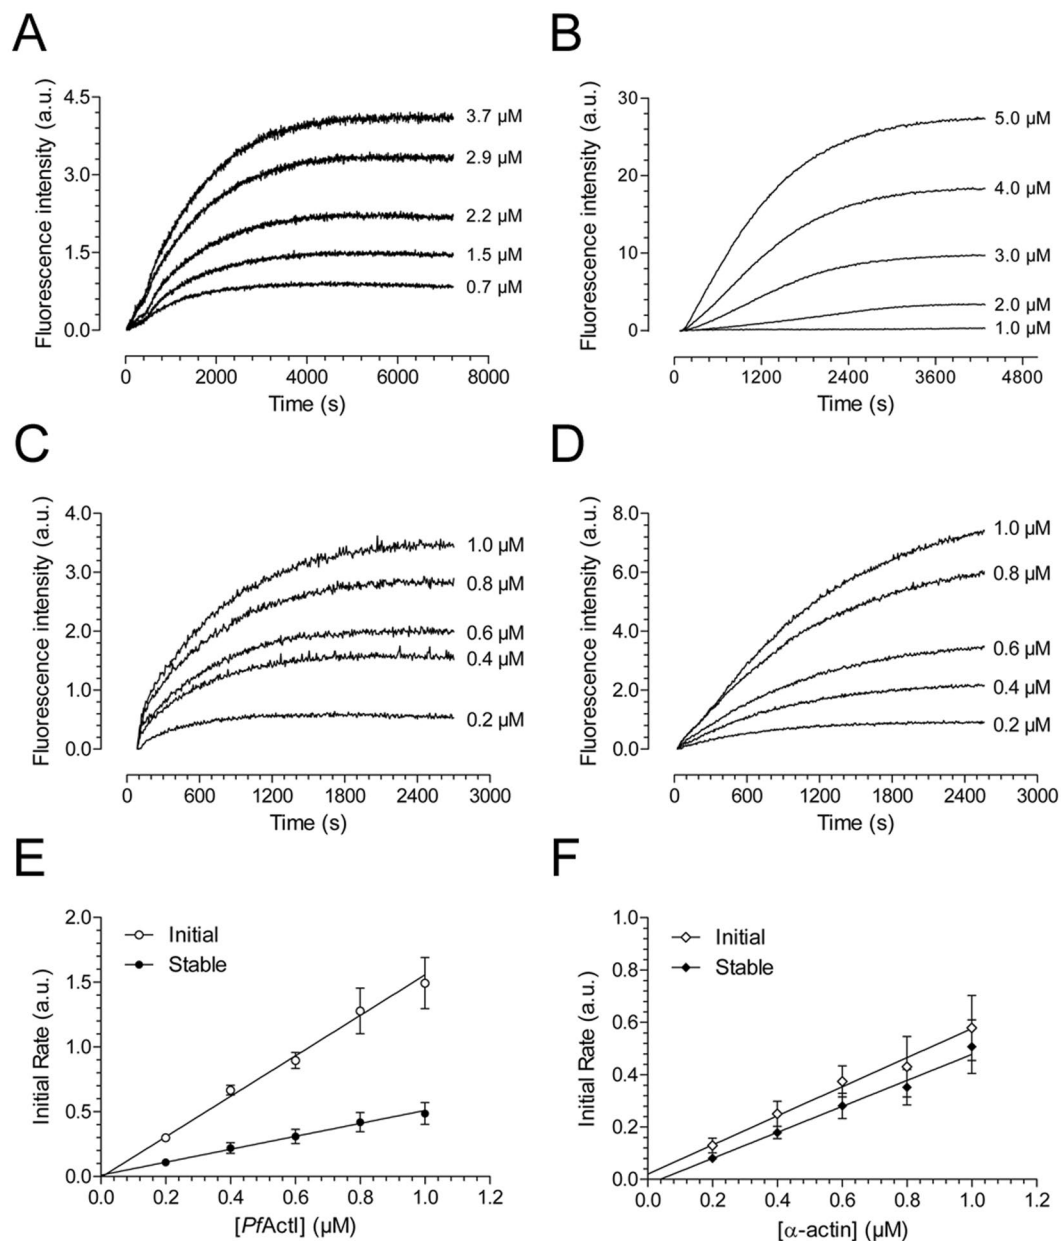 A
Fluorescence intensity (a.u.)
4.5
3.0
1.5
0.0
3.7 µM
2.9 µM
2.2 µM
1.5 µM
0.7 µM
0 2000 4000 6000 8000
Time (s)
B
Fluorescence intensity (a.u.)
30
20
10
0
5.0 µM
4.0 µM
3.0 µM
2.0 µM
1.0 µM
0 1200 2400 3600 4800
Time (s)
C
Fluorescence intensity (a.u.)
4.0
3.0
2.0
1.0
0.0
1.0 µM
0.8 µM
0.6 µM
0.4 µM
0.2 µM
0 600 1200 1800 2400 3000
Time (s)
D
Fluorescence intensity (a.u.)
8.0
6.0
4.0
2.0
0.0
1.0 µM
0.8 µM
0.6 µM
0.4 µM
0.2 µM
0 600 1200 1800 2400 3000
Time (s)
E
Initial Rate (a.u.)
2.0
1.5
1.0
0.5
0.0
Initial
Stable
0.0 0.2 0.4 0.6 0.8 1.0 1.2
[PfActI] (µM)
F
Initial Rate (a.u.)
1.0
0.8
0.6
0.4
0.2
0.0
Initial
Stable
0.0 0.2 0.4 0.6 0.8 1.0 1.2
[α-actin] (µM)